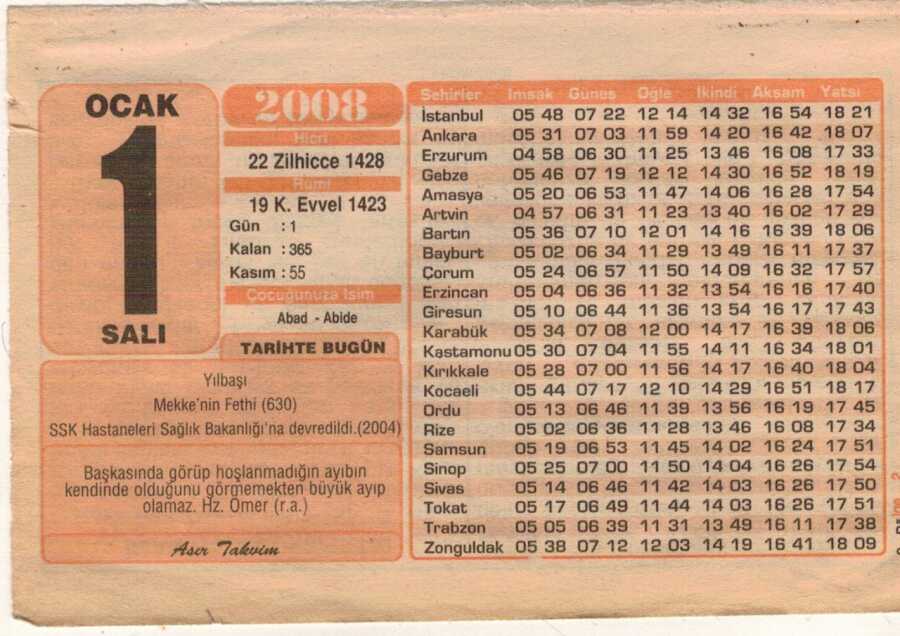 OCAK
1
SALI
2008
Hicri
22 Zilhicce 1428
Rumi
19 K. Evvel 1423
Gün : 1
Kalan : 365
Kasım : 55
Çocuğunuza İsim
Abad - Abide
TARİHTE BUGÜN
Yılbaşı
Mekke'nin Fethi (630)
SSK Hastaneleri Sağlık Bakanlığı'na devredildi.(2004)
Başkasında görüp hoşlanmadığın ayıbın
kendinde olduğunu görmemekten büyük ayıp
olamaz. Hz. Ömer (r.a.)
Asır Takvim
Şehirler İmsak Güneş Öğle İkindi Akşam Yatsı
İstanbul 05 48 07 22 12 14 14 32 16 54 18 21
Ankara 05 31 07 03 11 59 14 20 16 42 18 07
Erzurum 04 58 06 30 11 25 13 46 16 08 17 33
Gebze 05 46 07 19 12 12 14 30 16 52 18 19
Amasya 05 20 06 53 11 47 14 06 16 28 17 54
Artvin 04 57 06 31 11 23 13 40 16 02 17 29
Bartın 05 36 07 10 12 01 14 16 16 39 18 06
Bayburt 05 02 06 34 11 29 13 49 16 11 17 37
Çorum 05 24 06 57 11 50 14 09 16 32 17 57
Erzincan 05 04 06 36 11 32 13 54 16 16 17 40
Giresun 05 10 06 44 11 36 13 54 16 17 17 43
Karabük 05 34 07 08 12 00 14 17 16 39 18 06
Kastamonu 05 30 07 04 11 55 14 11 16 34 18 01
Kırıkkale 05 28 07 00 11 56 14 17 16 40 18 04
Kocaeli 05 44 07 17 12 10 14 29 16 51 18 17
Ordu 05 13 06 46 11 39 13 56 16 19 17 45
Rize 05 02 06 36 11 28 13 46 16 08 17 34
Samsun 05 19 06 53 11 45 14 02 16 24 17 51
Sinop 05 25 07 00 11 50 14 04 16 26 17 54
Sivas 05 14 06 46 11 42 14 03 16 26 17 50
Tokat 05 17 06 49 11 44 14 03 16 26 17 51
Trabzon 05 05 06 39 11 31 13 49 16 11 17 38
Zonguldak 05 38 07 12 12 03 14 19 16 41 18 09